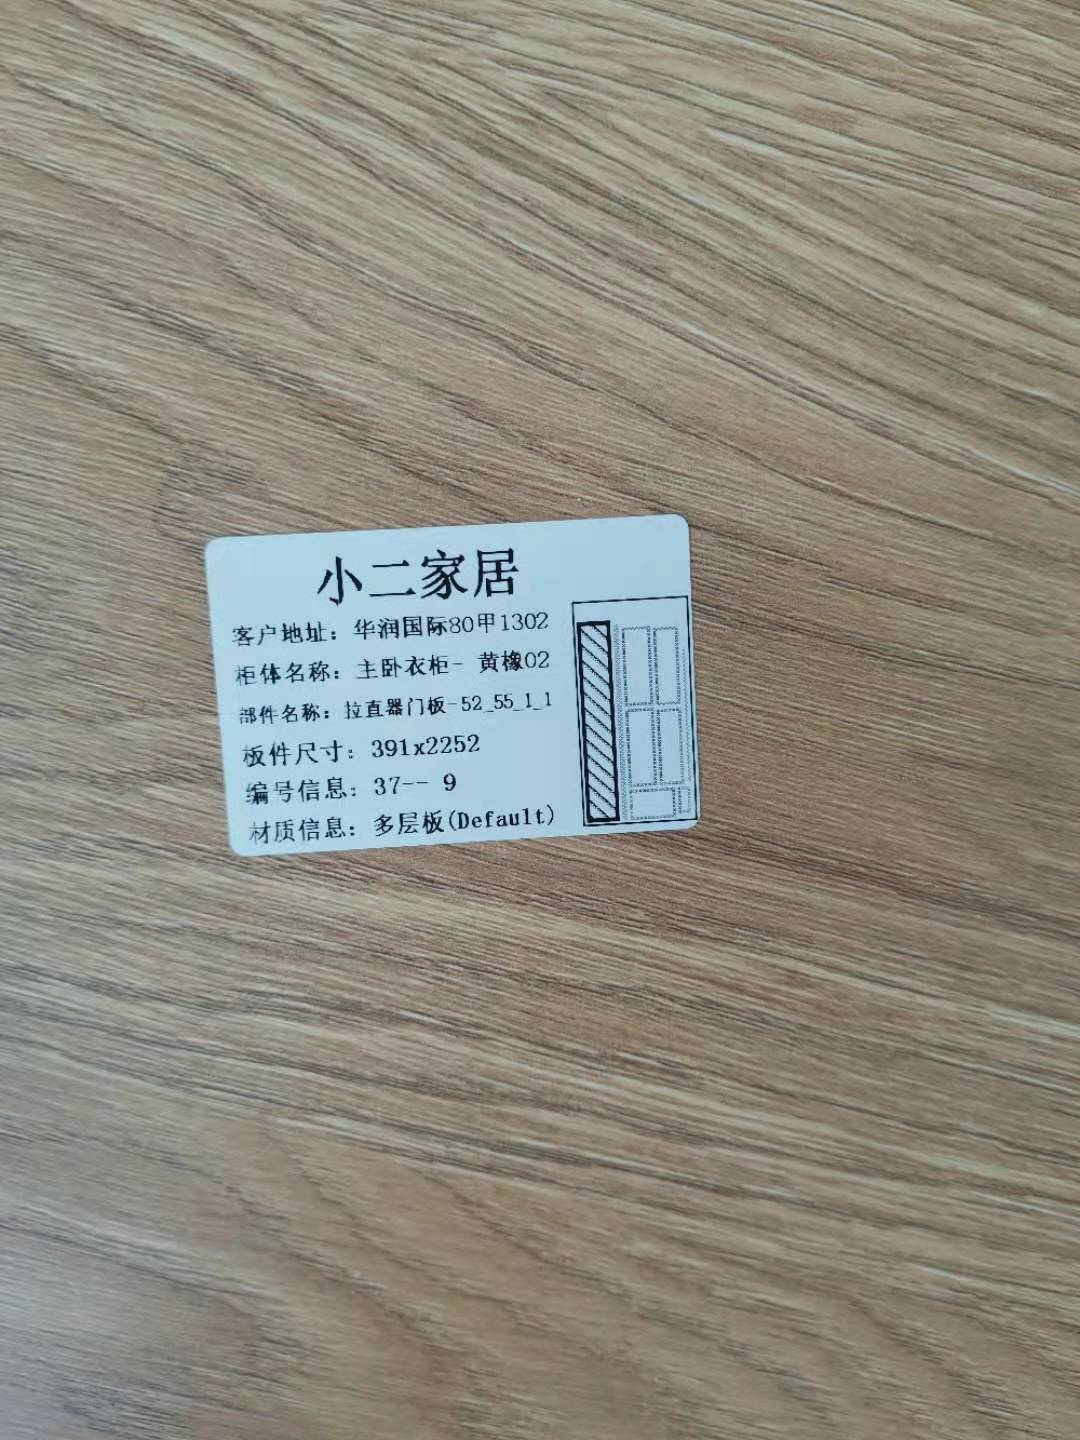 小二家居
客户地址：华润国际80甲1302
柜体名称：主卧衣柜- 黄橡02
部件名称：拉直器门板-52_55_1_1
板件尺寸：391x2252
编号信息：37-- 9
材质信息：多层板(Default)